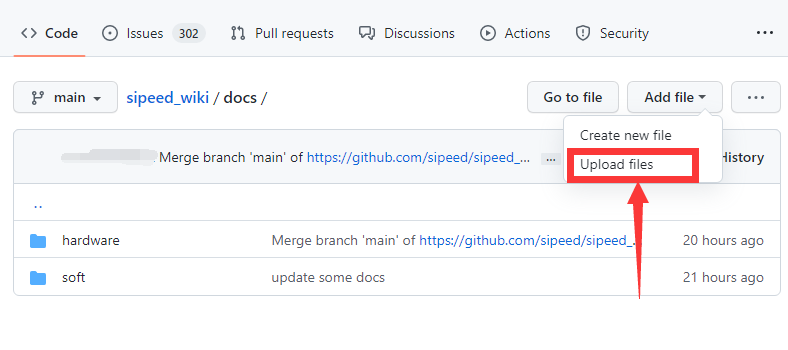 Code Issues 302 Pull requests Discussions Actions Security ...
main sipeed_wiki / docs / Go to file Add file ...
Create new file
Upload files
Merge branch 'main' of https://github.com/sipeed/sipeed_... ... History
..
hardware Merge branch 'main' of https://github.com/sipeed/sipeed_... 20 hours ago
soft update some docs 21 hours ago